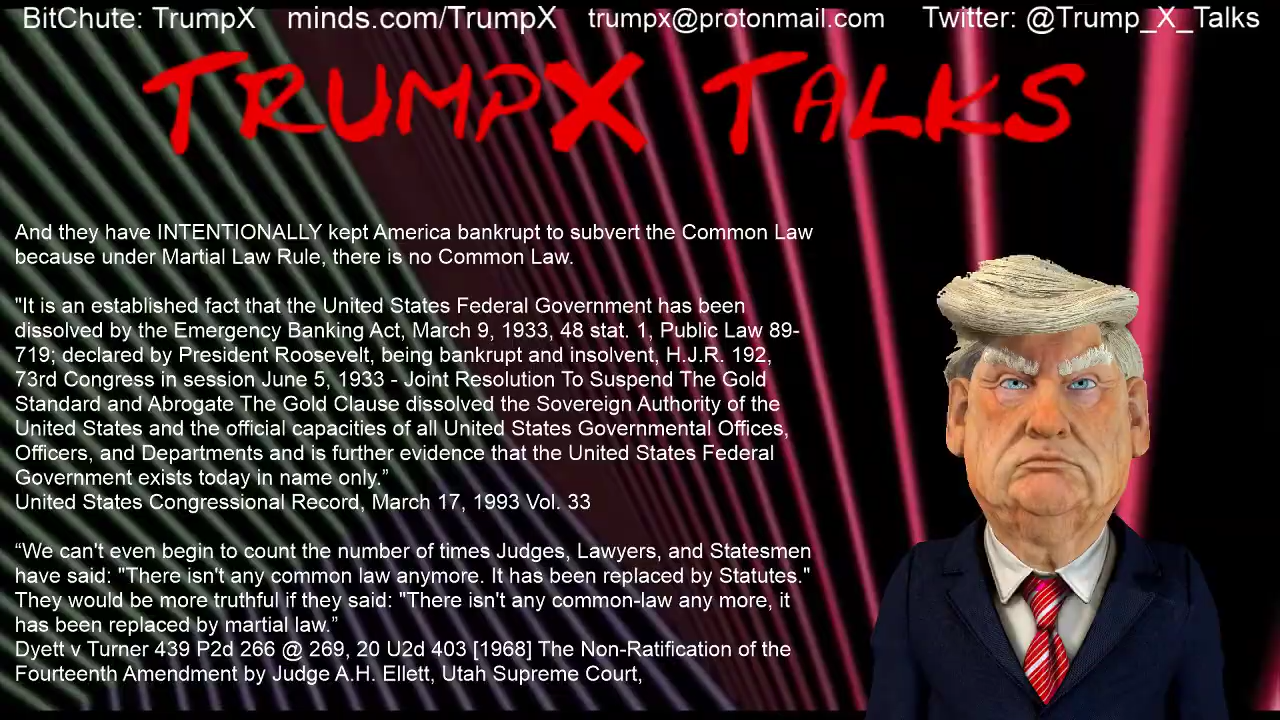 BitChute: TrumpX minds.com/TrumpX trumpx@protonmail.com Twitter: @Trump_X_Talks
TRUMPX TALKS
And they have INTENTIONALLY kept America bankrupt to subvert the Common Law
because under Martial Law Rule, there is no Common Law.
"It is an established fact that the United States Federal Government has been
dissolved by the Emergency Banking Act, March 9, 1933, 48 stat. 1, Public Law 89-
719; declared by President Roosevelt, being bankrupt and insolvent, H.J.R. 192,
73rd Congress in session June 5, 1933 - Joint Resolution To Suspend The Gold
Standard and Abrogate The Gold Clause dissolved the Sovereign Authority of the
United States and the official capacities of all United States Governmental Offices,
Officers, and Departments and is further evidence that the United States Federal
Government exists today in name only.”
United States Congressional Record, March 17, 1993 Vol. 33
“We can't even begin to count the number of times Judges, Lawyers, and Statesmen
have said: "There isn't any common law anymore. It has been replaced by Statutes."
They would be more truthful if they said: "There isn't any common-law any more, it
has been replaced by martial law.”
Dyett v Turner 439 P2d 266 @ 269, 20 U2d 403 [1968] The Non-Ratification of the
Fourteenth Amendment by Judge A.H. Ellett, Utah Supreme Court,